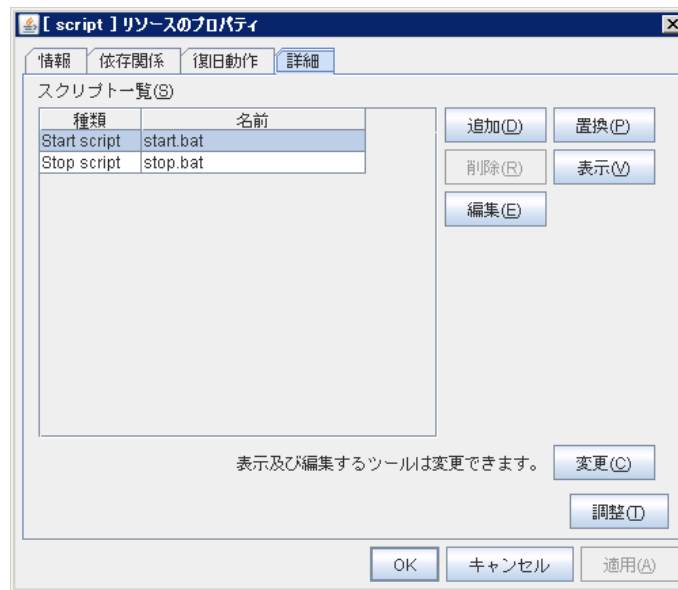 [ script ] リソースのプロパティ
情報 依存関係 復旧動作 詳細
スクリプト一覧(S)
種類 名前
Start script start.bat
Stop script stop.bat
追加(D) 置換(P)
削除(R) 表示(V)
編集(E)
表示及び編集するツールは変更できます。 変更(C)
調整(T)
OK キャンセル 適用(A)